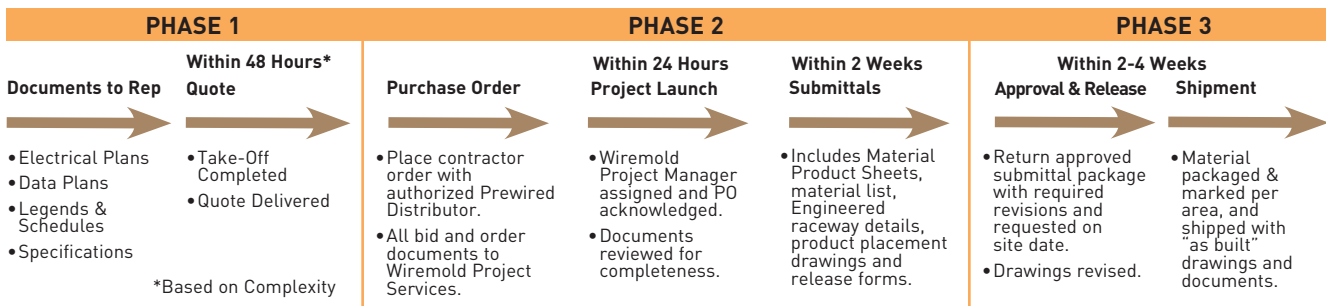 PHASE 1
Documents to Rep
•Electrical Plans
•Data Plans
•Legends &
Schedules
•Specifications
Within 48 Hours*
Quote
•Take-Off
Completed
•Quote Delivered
*Based on Complexity
PHASE 2
Purchase Order
•Place contractor
order with
authorized Prewired
Distributor.
•All bid and order
documents to
Wiremold Project
Services.
Within 24 Hours
Project Launch
•Wiremold
Project Manager
assigned and PO
acknowledged.
•Documents
reviewed for
completeness.
Within 2 Weeks
Submittals
•Includes Material
Product Sheets,
material list,
Engineered
raceway details,
product placement
drawings and
release forms.
PHASE 3
Within 2-4 Weeks
Approval & Release
•Return approved
submittal package
with required
revisions and
requested on
site date.
•Drawings revised.
Shipment
•Material
packaged &
marked per
area, and
shipped with
“as built”
drawings and
documents.